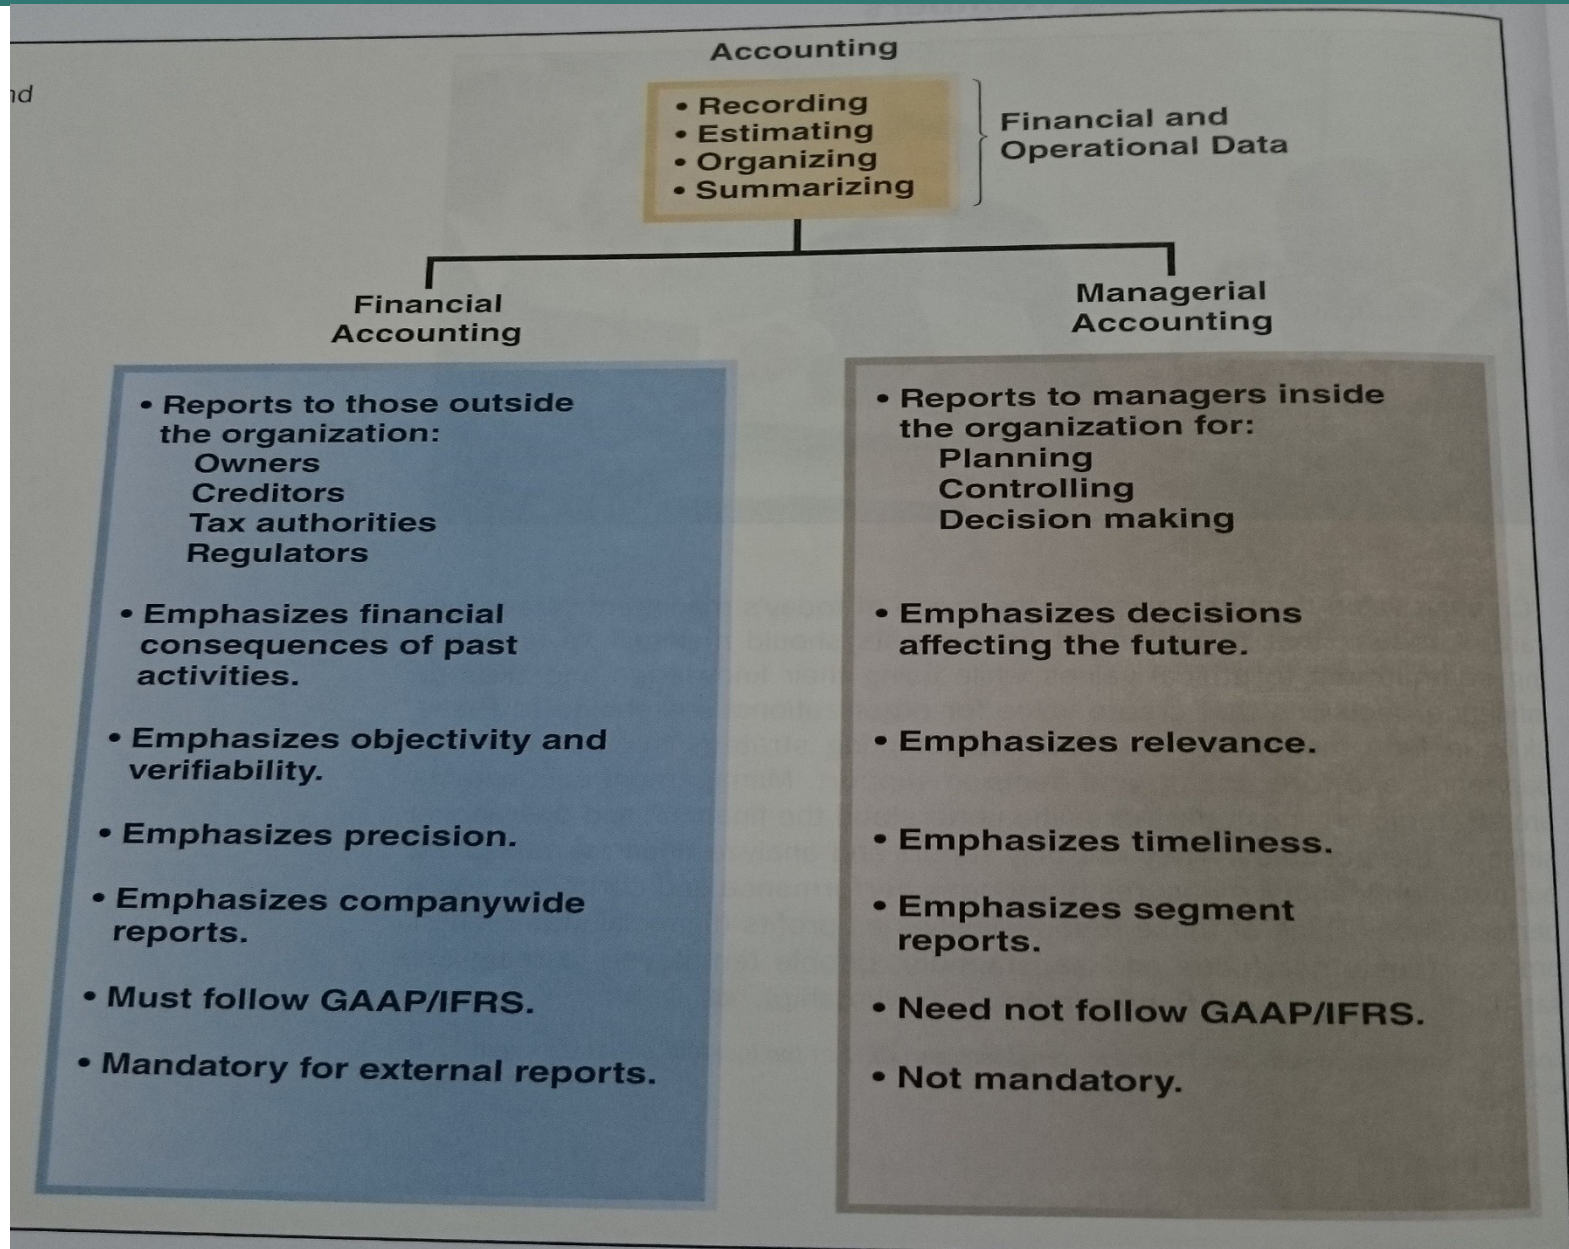 Accounting
• Recording
• Estimating
• Organizing
• Summarizing
Financial and
Operational Data
Financial
Accounting
• Reports to those outside
the organization:
Owners
Creditors
Tax authorities
Regulators
• Emphasizes financial
consequences of past
activities.
• Emphasizes objectivity and
verifiability.
• Emphasizes precision.
• Emphasizes companywide
reports.
• Must follow GAAP/IFRS.
• Mandatory for external reports.
Managerial
Accounting
• Reports to managers inside
the organization for:
Planning
Controlling
Decision making
• Emphasizes decisions
affecting the future.
• Emphasizes relevance.
• Emphasizes timeliness.
• Emphasizes segment
reports.
• Need not follow GAAP/IFRS.
• Not mandatory.